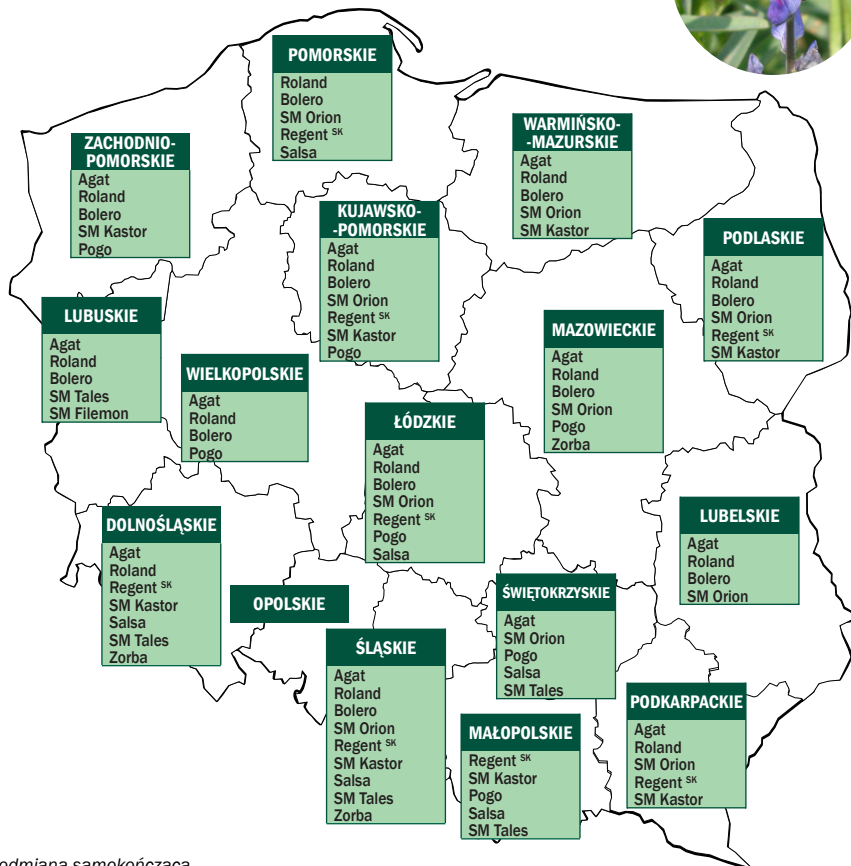 POMORSKIE
Roland
Bolero
SM Orion
Regent SK
Salsa
ZACHODNIO-
POMORSKIE
Agat
Roland
Bolero
SM Kastor
Pogo
WARMIŃSKO-
-MAZURSKIE
Agat
Roland
Bolero
SM Orion
SM Kastor
KUJAWSKO-
-POMORSKIE
Agat
Roland
Bolero
SM Orion
Regent SK
SM Kastor
Pogo
PODLASKIE
Agat
Roland
Bolero
SM Orion
Regent SK
SM Kastor
LUBUSKIE
Agat
Roland
Bolero
SM Tales
SM Filemon
WIELKOPOLSKIE
Agat
Roland
Bolero
Pogo
MAZOWIECKIE
Agat
Roland
Bolero
SM Orion
Pogo
Zorba
ŁÓDZKIE
Agat
Roland
Bolero
SM Orion
Regent SK
Pogo
Salsa
LUBELSKIE
Agat
Roland
Bolero
SM Orion
DOLNOŚLĄSKIE
Agat
Roland
Regent SK
SM Kastor
Salsa
SM Tales
Zorba
OPOLSKIE
ŚWIĘTOKRZYSKIE
Agat
SM Orion
Pogo
Salsa
SM Tales
ŚLĄSKIE
Agat
Roland
Bolero
SM Orion
Regent SK
SM Kastor
Salsa
SM Tales
Zorba
MAŁOPOLSKIE
Regent SK
SM Kastor
Pogo
Salsa
SM Tales
PODKARPACKIE
Agat
Roland
SM Orion
Regent SK
SM Kastor
odmiana samokończąca